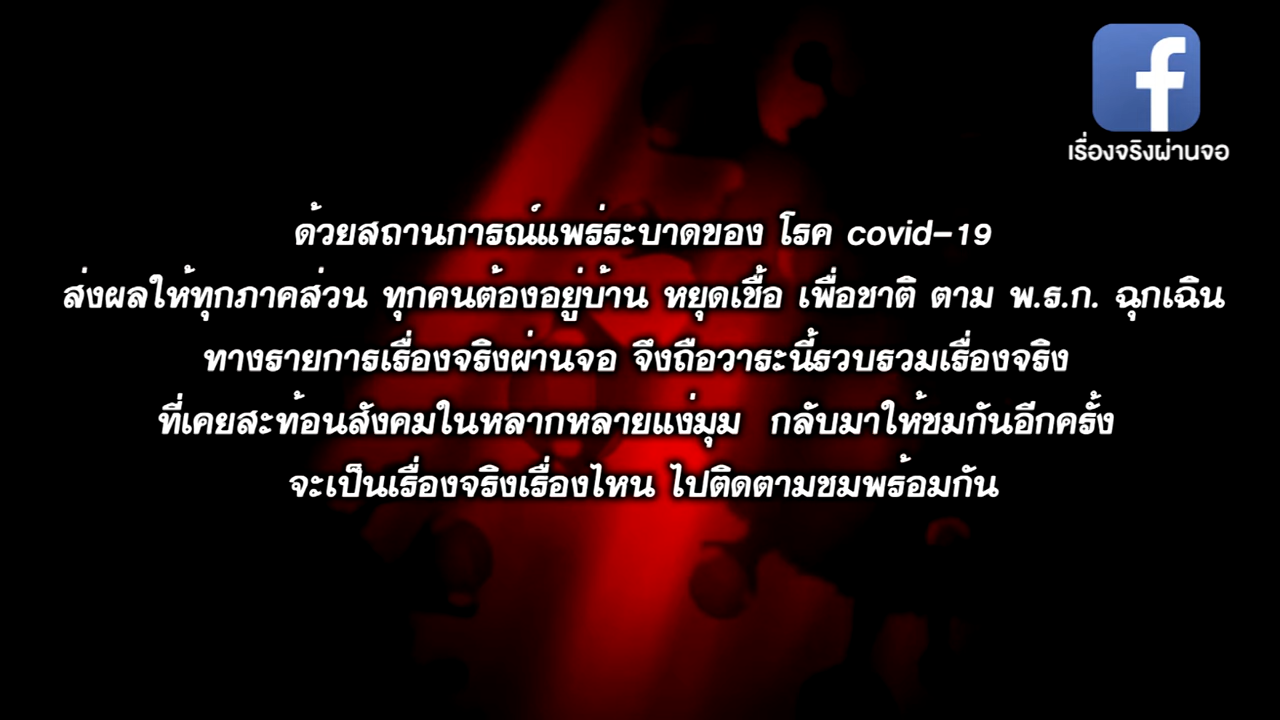 เรื่องจริงผ่านจอ
ด้วยสถานการณ์แพร่ระบาดของ โรค covid-19
ส่งผลให้ทุกภาคส่วน ทุกคนต้องอยู่บ้าน หยุดเชื้อ เพื่อชาติ ตาม พ.ร.ก. ฉุกเฉิน
ทางรายการเรื่องจริงผ่านจอ จึงถือวาระนี้รวบรวมเรื่องจริง
ที่เคยสะท้อนสังคมในหลากหลายแง่มุม กลับมาให้ชมกันอีกครั้ง
จะเป็นเรื่องจริงเรื่องไหน ไปติดตามชมพร้อมกัน